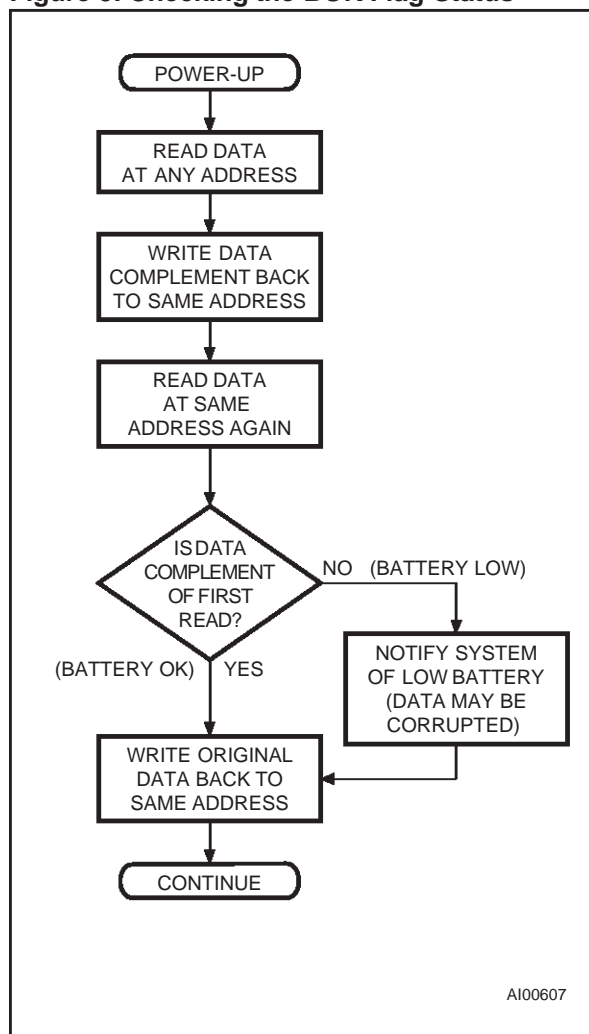 POWER-UP
READ DATA
AT ANY ADDRESS
WRITE DATA
COMPLEMENT BACK
TO SAME ADDRESS
READ DATA
AT SAME
ADDRESS AGAIN
IS DATA
COMPLEMENT
OF FIRST
READ?
NO (BATTERY LOW)
(BATTERY OK) YES
NOTIFY SYSTEM
OF LOW BATTERY
(DATA MAY BE
CORRUPTED)
WRITE ORIGINAL
DATA BACK TO
SAME ADDRESS
CONTINUE
AI00607